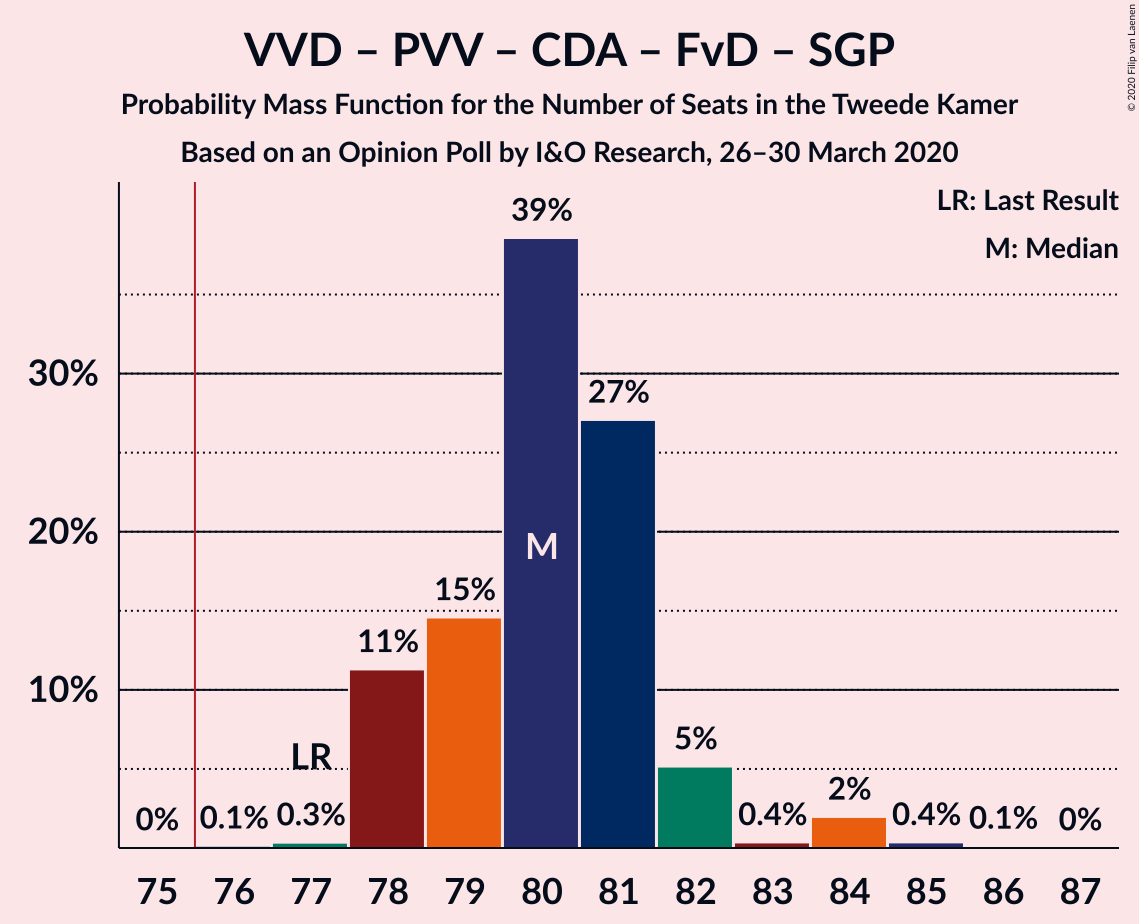 VVD – PVV – CDA – FvD – SGP
Probability Mass Function for the Number of Seats in the Tweede Kamer
Based on an Opinion Poll by I&O Research, 26–30 March 2020
© 2020 Filip van Laenen
LR: Last Result
M: Median
39%
30%
27%
20%
M
15%
11%
10%
LR
5%
2%
0% 0.1% 0.3% 0.4% 0.4% 0.1% 0%
75 76 77 78 79 80 81 82 83 84 85 86 87